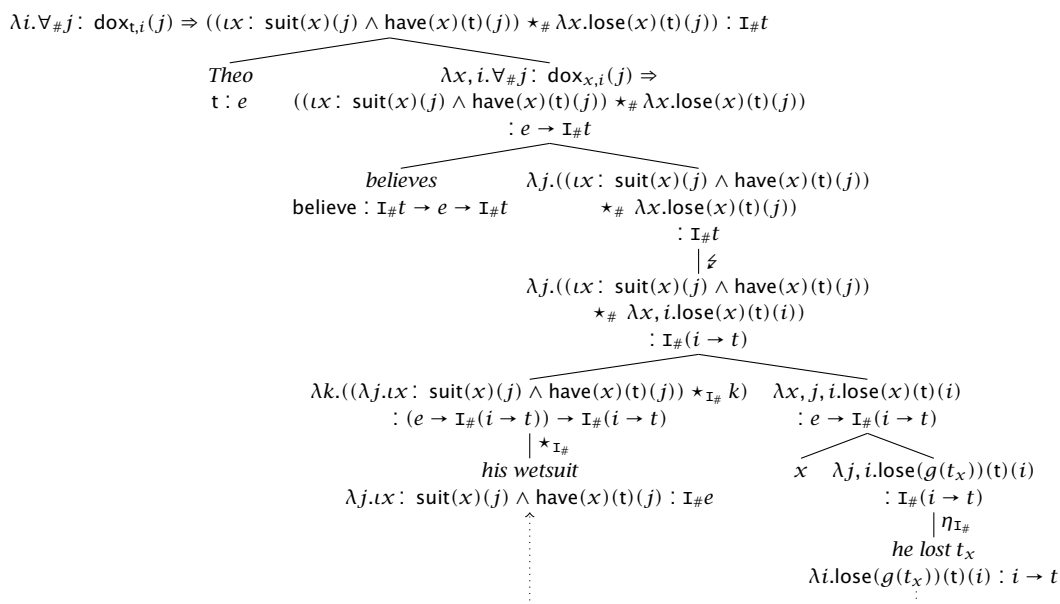 λi.∀#j: dox_{t,i}(j) ⇒ ((ιx: suit(x)(j) ∧ have(x)(t)(j)) ⋆# λx.lose(x)(t)(j)) : I#t
Theo
t : e
λx, i.∀#j: dox_{x,i}(j) ⇒
((ιx: suit(x)(j) ∧ have(x)(t)(j)) ⋆# λx.lose(x)(t)(j))
: e → I#t
believes
believe : I#t → e → I#t
λj.((ιx: suit(x)(j) ∧ have(x)(t)(j))
⋆# λx.lose(x)(t)(j))
: I#t
↯
λj.((ιx: suit(x)(j) ∧ have(x)(t)(j))
⋆# λx, i.lose(x)(t)(i))
: I#(i → t)
λk.((λj.ιx: suit(x)(j) ∧ have(x)(t)(j)) ⋆_{I#} k)
: (e → I#(i → t)) → I#(i → t)
⋆_{I#}
his wetsuit
λj.ιx: suit(x)(j) ∧ have(x)(t)(j) : I#e
λx, j, i.lose(x)(t)(i)
: e → I#(i → t)
x
λj, i.lose(g(t_x))(t)(i)
: I#(i → t)
η_{I#}
he lost t_x
λi.lose(g(t_x))(t)(i) : i → t